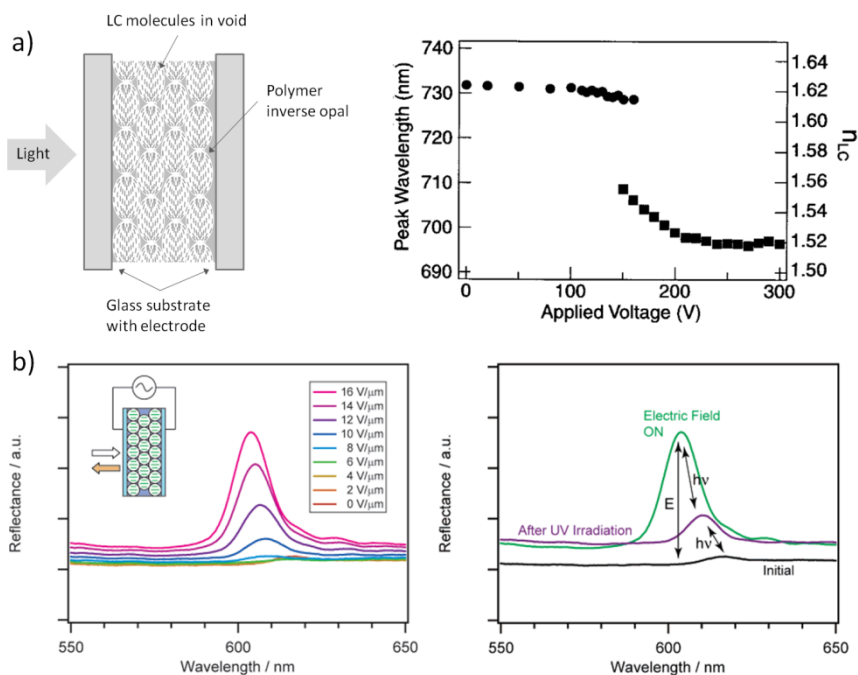 a)
LC molecules in void
Polymer
inverse opal
Light
Glass substrate
with electrode
740
730
720
710
700
690
Peak Wavelength (nm)
1.64
1.62
1.60
1.58
1.56
1.54
1.52
1.50
nLC
0
100
200
300
Applied Voltage (V)
b)
16 V/μm
14 V/μm
12 V/μm
10 V/μm
8 V/μm
6 V/μm
4 V/μm
2 V/μm
0 V/μm
Reflectance / a.u.
550
600
650
Wavelength / nm
Electric Field
ON
hν
E
After UV Irradiation
hν
Initial
Reflectance / a.u.
550
600
650
Wavelength / nm